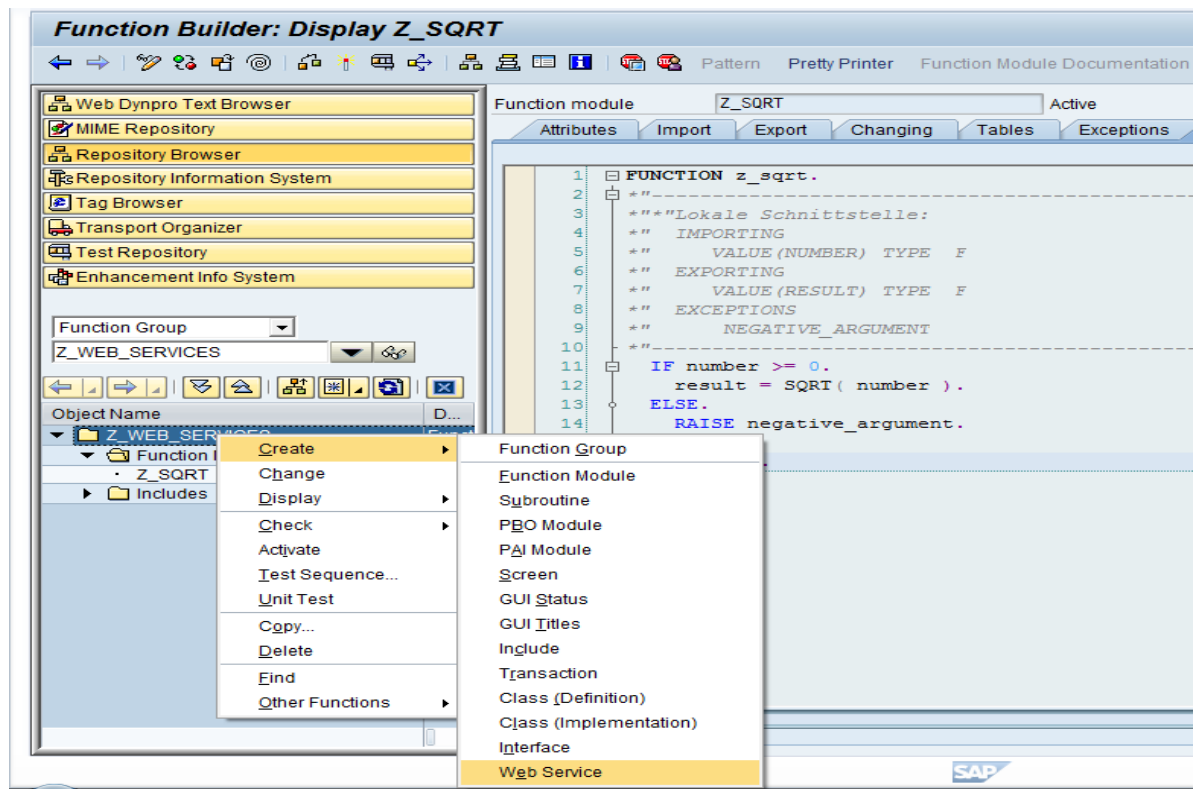 Function Builder: Display Z_SQRT
Pattern Pretty Printer Function Module Documentation
Web Dynpro Text Browser
MIME Repository
Repository Browser
Repository Information System
Tag Browser
Transport Organizer
Test Repository
Enhancement Info System
Function Group
Z_WEB_SERVICES
Object Name D...
Z_WEB_SERVICES
Function
Z_SQRT
Includes
Create
Change
Display
Check
Activate
Test Sequence...
Unit Test
Copy...
Delete
Find
Other Functions
Function Group
Function Module
Subroutine
PBO Module
PAI Module
Screen
GUI Status
GUI Titles
Include
Transaction
Class (Definition)
Class (Implementation)
Interface
Web Service
Function module Z_SQRT Active
Attributes Import Export Changing Tables Exceptions
1 FUNCTION z_sqrt.
2 *"----------------------------------------------------
3 *"*"Lokale Schnittstelle:
4 *" IMPORTING
5 *" VALUE(NUMBER) TYPE F
6 *" EXPORTING
7 *" VALUE(RESULT) TYPE F
8 *" EXCEPTIONS
9 *" NEGATIVE_ARGUMENT
10 *"----------------------------------------------------
11 IF number >= 0.
12 result = SQRT( number ).
13 ELSE.
14 RAISE negative_argument.
.
SAP